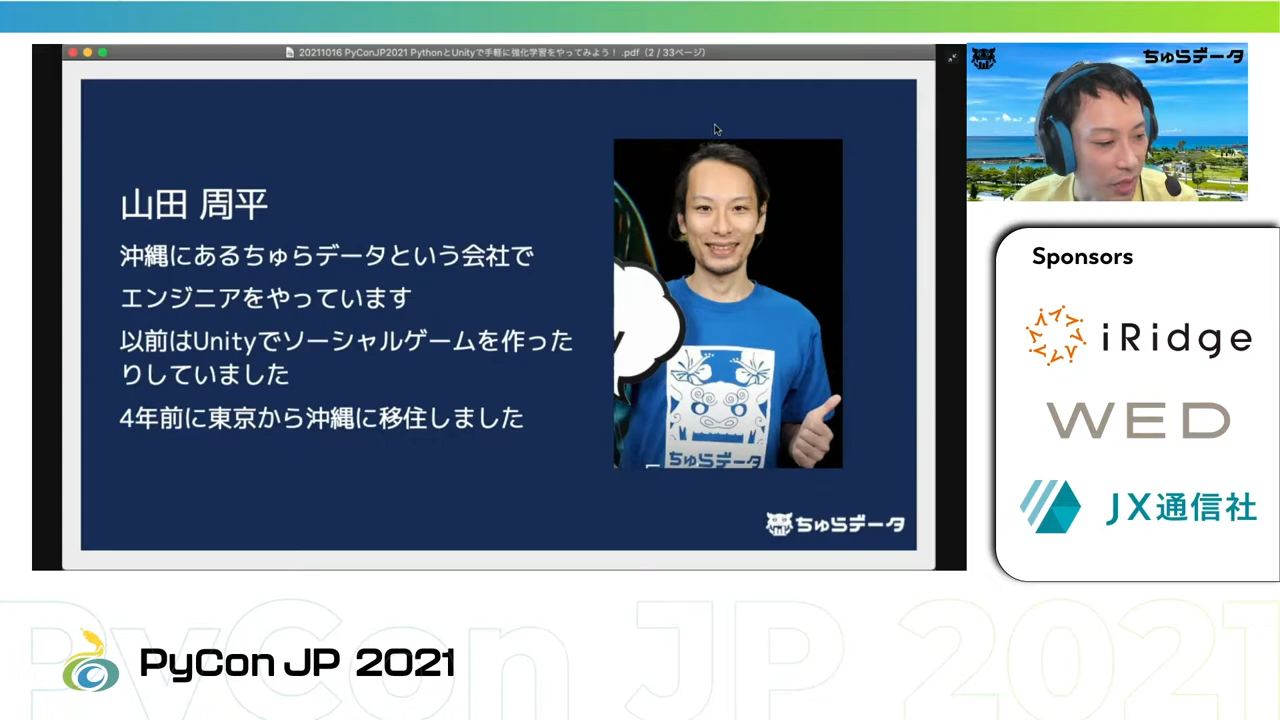 20211016 PyConJP2021 PythonとUnityで手軽に強化学習をやってみよう！ .pdf（2 / 33ページ）
山田 周平
沖縄にあるちゅらデータという会社で
エンジニアをやっています
以前はUnityでソーシャルゲームを作った
りしていました
4年前に東京から沖縄に移住しました
y
ちゅらデータ
ちゅらデータ
ちゅらデータ
Sponsors
iRidge
WED
JX通信社
PyCon JP 2021
PyCon JP 2021